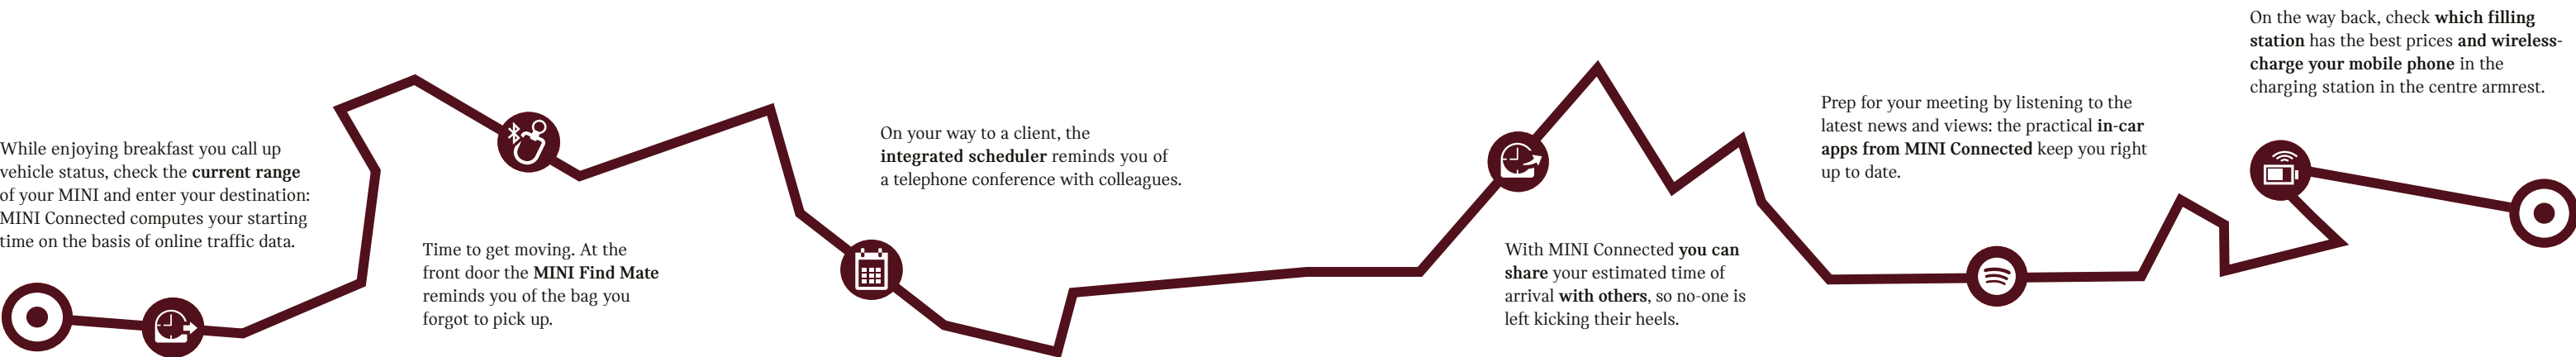 While enjoying breakfast you call up
vehicle status, check the current range
of your MINI and enter your destination:
MINI Connected computes your starting
time on the basis of online traffic data.
Time to get moving. At the
front door the MINI Find Mate
reminds you of the bag you
forgot to pick up.
On your way to a client, the
integrated scheduler reminds you of
a telephone conference with colleagues.
With MINI Connected you can
share your estimated time of
arrival with others, so no-one is
left kicking their heels.
Prep for your meeting by listening to the
latest news and views: the practical in-car
apps from MINI Connected keep you right
up to date.
On the way back, check which filling
station has the best prices and wireless-
charge your mobile phone in the
charging station in the centre armrest.